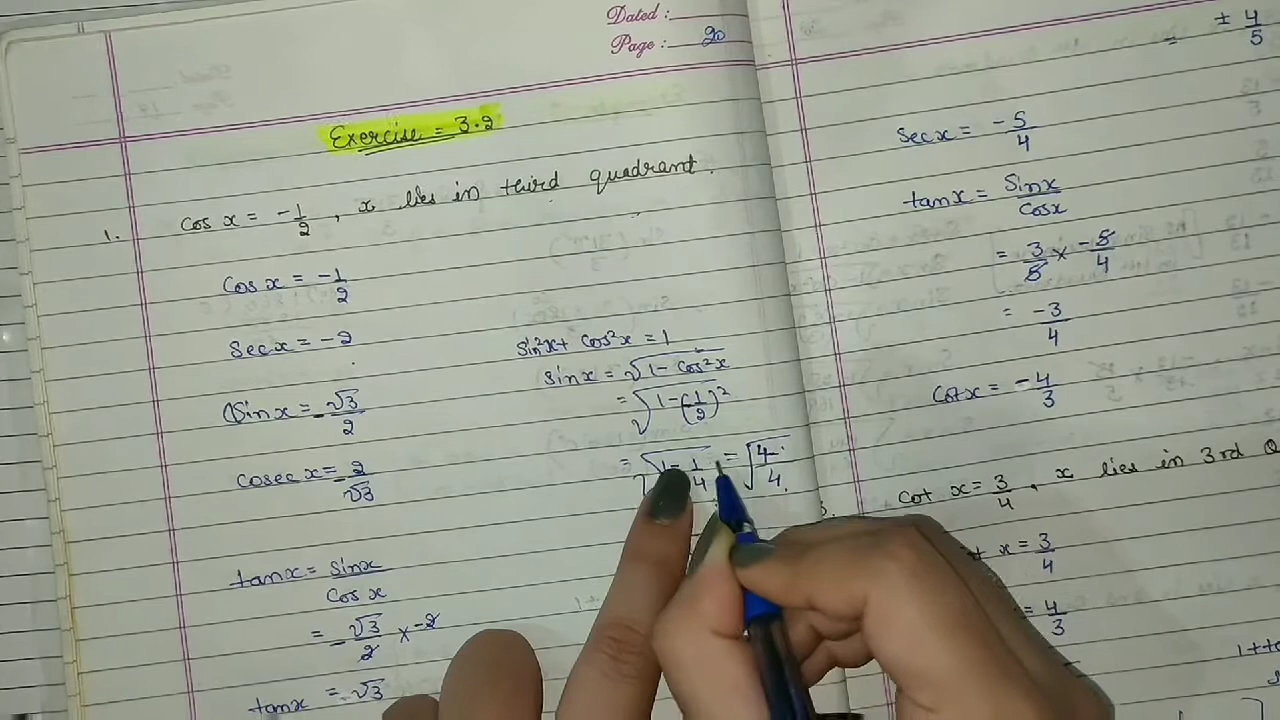 Dated :
Page : 20
Exercise = 3.2
1. cos x = -1/2 , x lies in third quadrant.
cos x = -1/2
sec x = -2
sin x = -√3/2
cosec x = -2/√3
tan x = sin x/cos x
= -√3/2 × -2
tan x = √3
sin²x + cos²x = 1
sin x = √1 - cos²x
= √1-(1/2)²
= √1-1/4 = √4/4
= ± 4/5
sec x = -5/4
tan x = sin x/cos x
= 3/5 × -5/4
= -3/4
cot x = -4/3
3. cot x = 3/4 , x lies in 3rd Q
x = 3/4
= 4/3